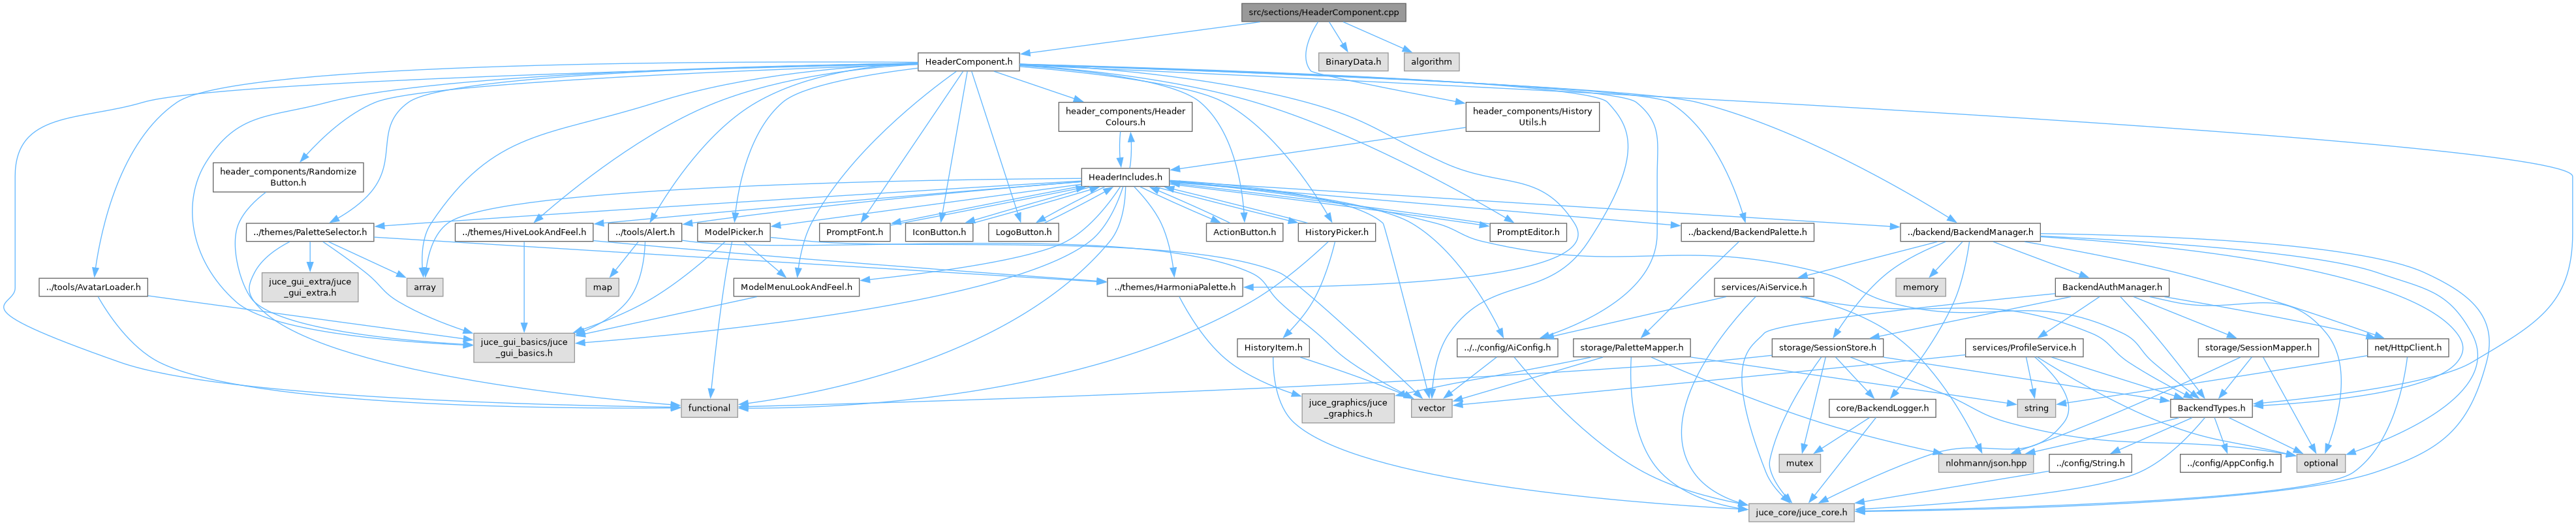 src/sections/HeaderComponent.cpp
HeaderComponent.h
BinaryData.h
algorithm
header_components/Header
Colours.h
header_components/History
Utils.h
header_components/Randomize
Button.h
HeaderIncludes.h
../themes/PaletteSelector.h
../themes/HiveLookAndFeel.h
../tools/Alert.h
ModelPicker.h
PromptFont.h
IconButton.h
LogoButton.h
ActionButton.h
HistoryPicker.h
PromptEditor.h
../backend/BackendPalette.h
../backend/BackendManager.h
../tools/AvatarLoader.h
juce_gui_extra/juce
_gui_extra.h
array
map
ModelMenuLookAndFeel.h
../themes/HarmoniaPalette.h
services/AiService.h
memory
BackendAuthManager.h
juce_gui_basics/juce
_gui_basics.h
HistoryItem.h
../../config/AiConfig.h
storage/PaletteMapper.h
storage/SessionStore.h
services/ProfileService.h
storage/SessionMapper.h
net/HttpClient.h
functional
juce_graphics/juce
_graphics.h
vector
core/BackendLogger.h
string
BackendTypes.h
mutex
nlohmann/json.hpp
../config/String.h
../config/AppConfig.h
optional
juce_core/juce_core.h